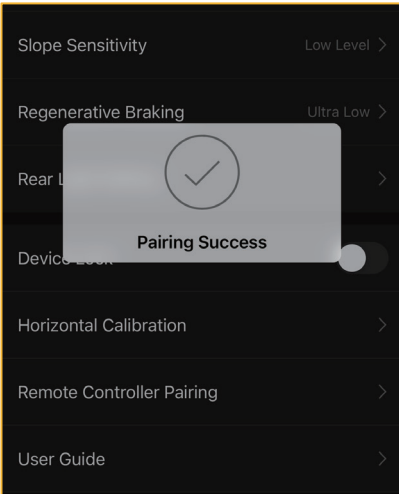 Slope Sensitivity Low Level >
Regenerative Braking Ultra Low >
Rear >
Pairing Success
Device Lock
Horizontal Calibration >
Remote Controller Pairing >
User Guide >